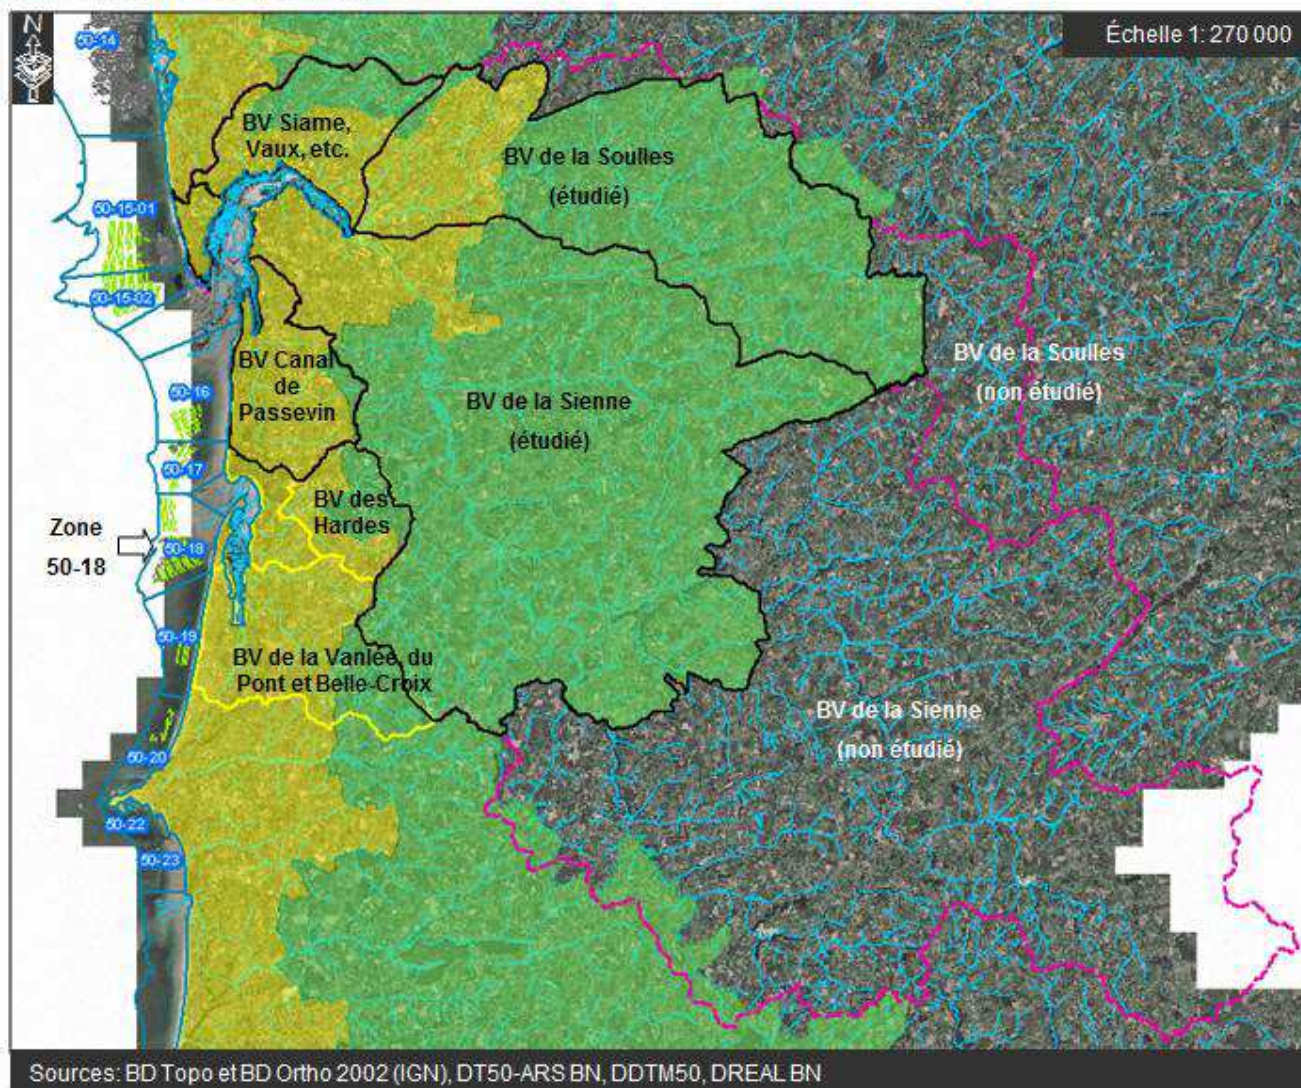 N
Échelle 1: 270 000
50-14
BV Siame,
Vaux, etc.
BV de la Soulles
(étudié)
50-15-01
50-15-02
BV Canal
de
Passevin
BV de la Soulles
(non étudié)
50-16
BV de la Sienne
(étudié)
50-17
BV des
Hardes
Zone
50-18
50-18
50-19
BV de la Vanlée, du
Pont et Belle-Croix
BV de la Sienne
(non étudié)
50-20
50-22
50-23
Sources: BD Topo et BD Ortho 2002 (IGN), DT50-ARS BN, DDTM50, DREAL BN